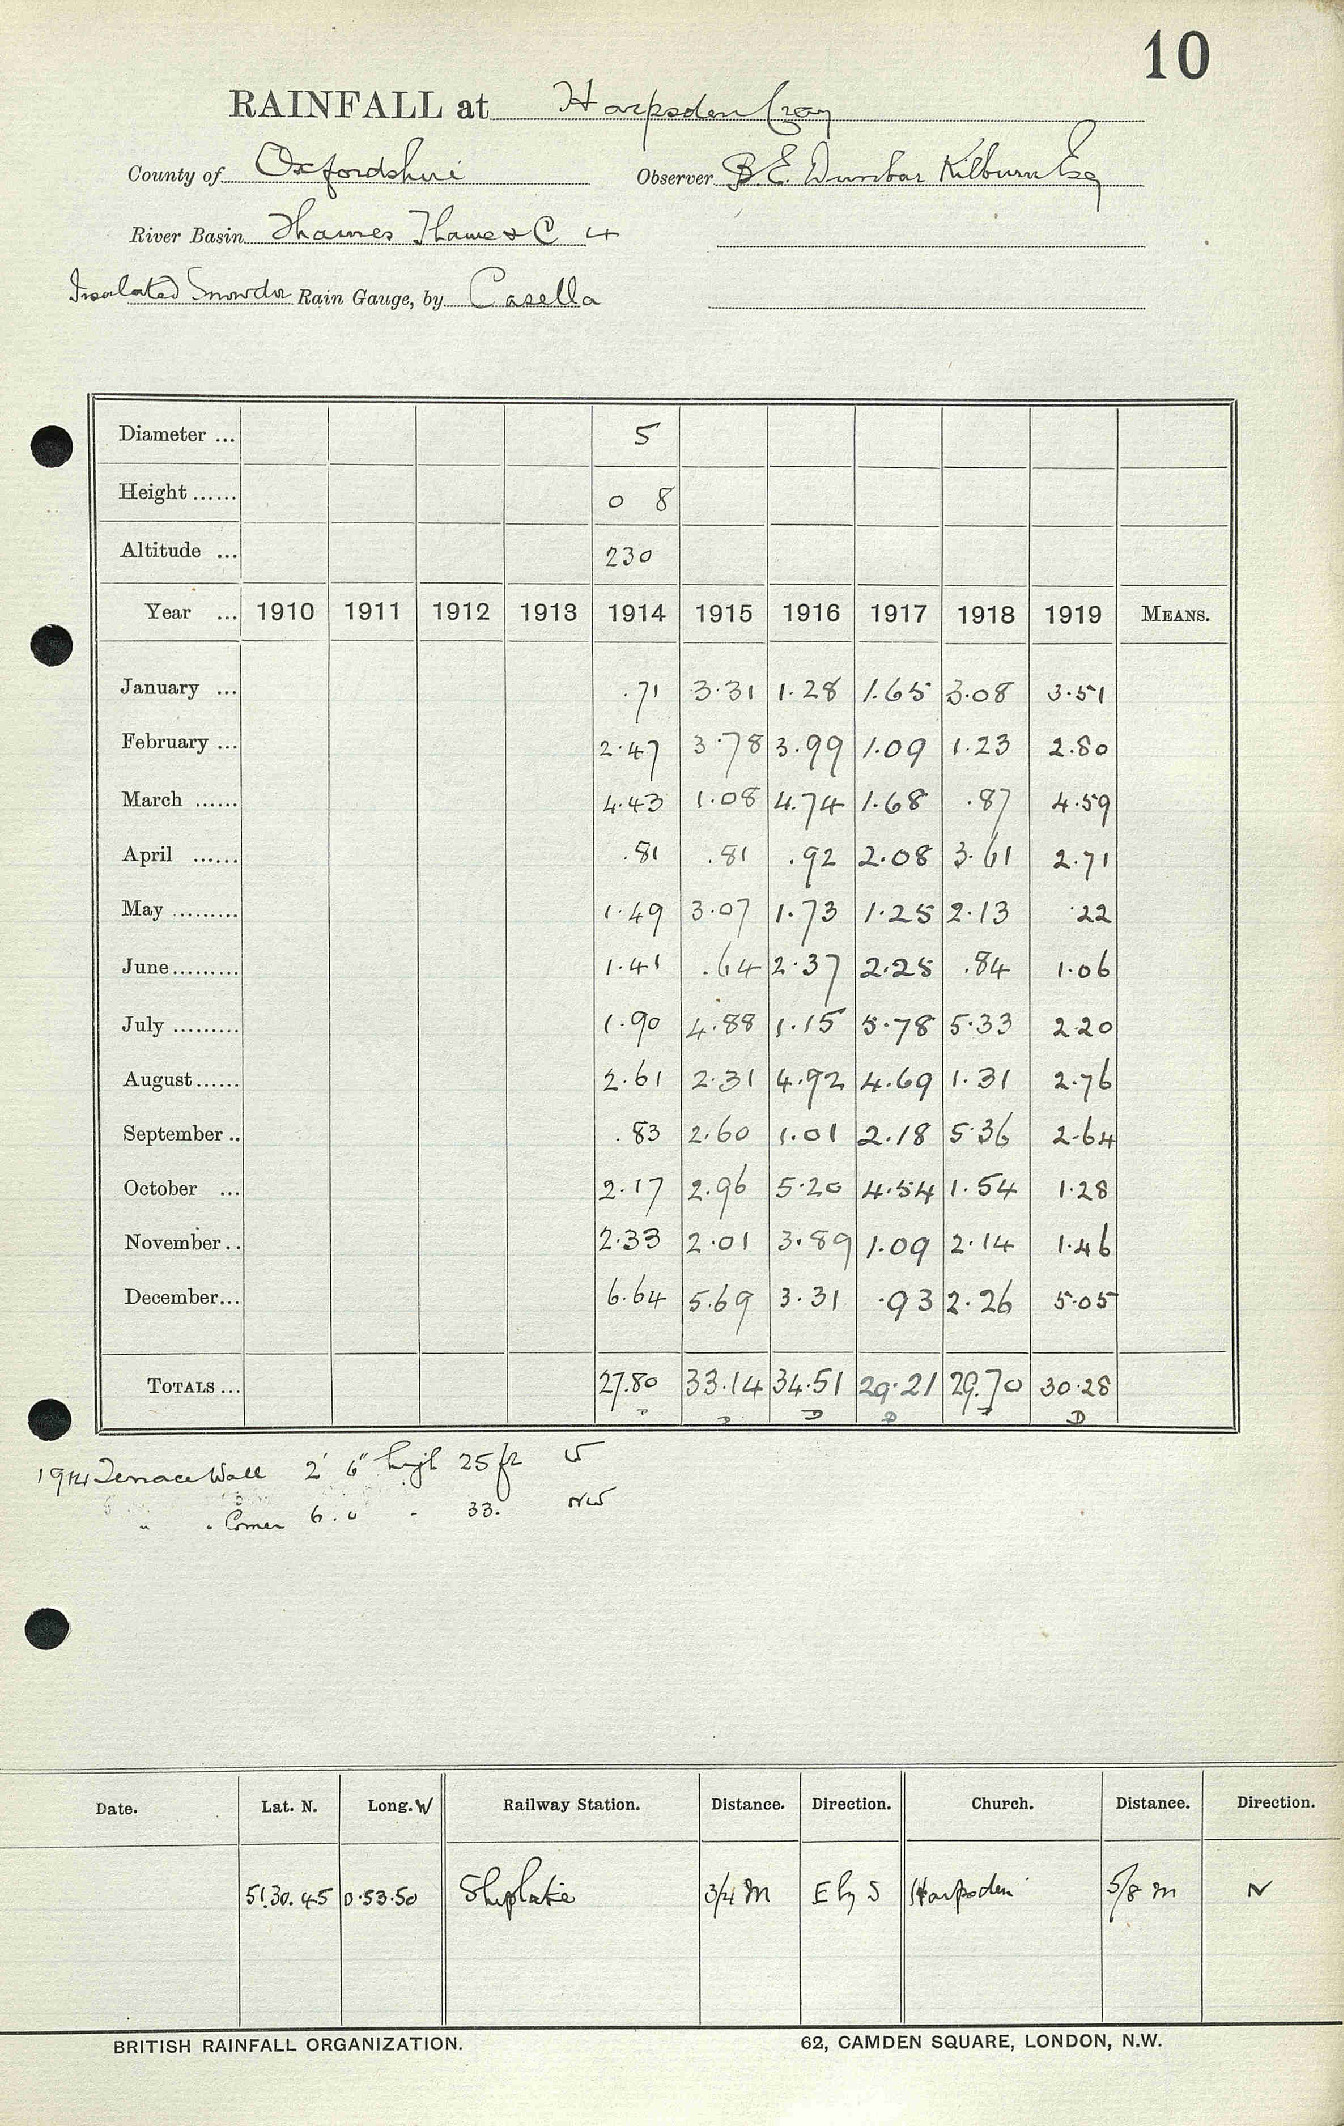 10
RAINFALL at Harpsden Cray
County of Oxfordshire Observer B.E. Dunbar Kilburn Esq
River Basin Thames Thame & C 4
Insulated Snowdon Rain Gauge, by Casella
Diameter ... 5
Height ...... 0 8
Altitude ... 230
Year ... 1910 1911 1912 1913 1914 1915 1916 1917 1918 1919 MEANS.
January ... .71 3.31 1.28 1.65 3.08 3.51
February ... 2.47 3.78 3.99 1.09 1.23 2.80
March ...... 4.43 1.08 4.74 1.68 .87 4.59
April ...... .81 .81 .92 2.08 3.61 2.71
May ......... 1.49 3.07 1.73 1.25 2.13 .22
June ......... 1.41 .64 2.37 2.25 .84 1.06
July ......... 1.90 4.88 1.15 5.78 5.33 2.20
August ...... 2.61 2.31 4.92 4.69 1.31 2.76
September .. .83 2.60 1.01 2.18 5.36 2.64
October ... 2.17 2.96 5.20 4.54 1.54 1.28
November .. 2.33 2.01 3.89 1.09 2.14 1.46
December ... 6.64 5.69 3.31 .93 2.26 5.05
TOTALS ... 27.80 33.14 34.51 29.21 29.70 30.28
D D D D D D
1914 Terrace Wall 2' 6" high 25 ft W
" " Corner 6.0 " 33. NW
Date. Lat. N. Long. W Railway Station. Distance. Direction. Church. Distance. Direction.
51.30.45 0.53.50 Shiplake 3/4 m E by S Harpsden 5/8 m N
BRITISH RAINFALL ORGANIZATION. 62, CAMDEN SQUARE, LONDON, N.W.